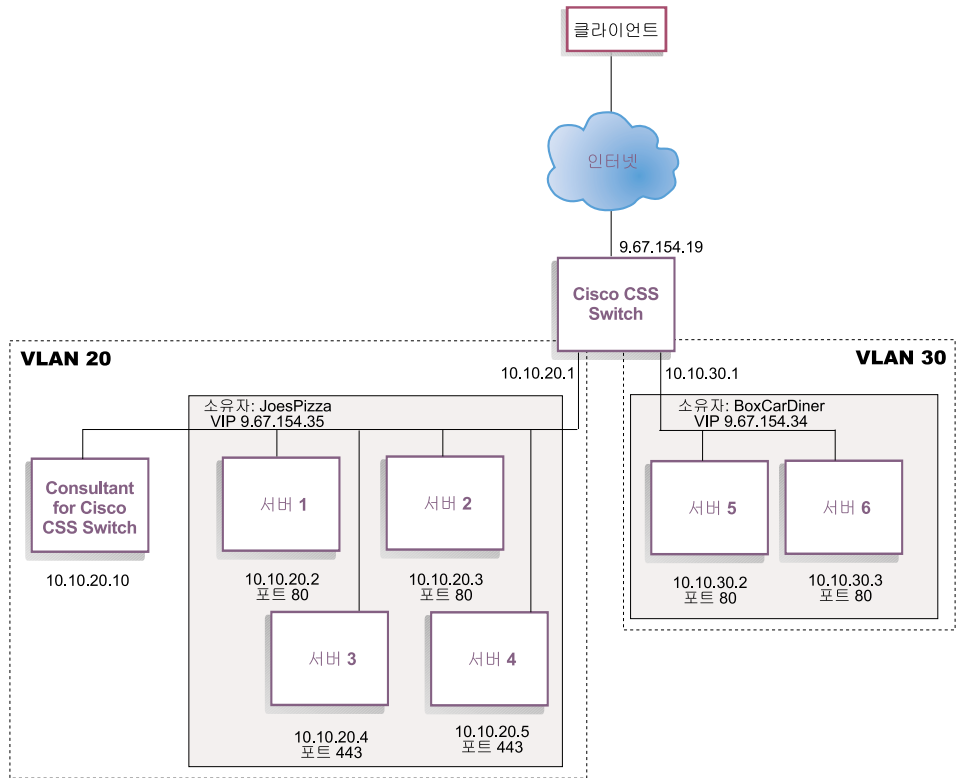 클라이언트
인터넷
9.67.154.19
Cisco CSS
Switch
VLAN 20
VLAN 30
10.10.20.1
10.10.30.1
소유자: JoesPizza
VIP 9.67.154.35
소유자: BoxCarDiner
VIP 9.67.154.34
Consultant
for Cisco
CSS Switch
10.10.20.10
서버 1
서버 2
서버 5
서버 6
10.10.20.2
포트 80
10.10.20.3
포트 80
10.10.30.2
포트 80
10.10.30.3
포트 80
서버 3
서버 4
10.10.20.4
포트 443
10.10.20.5
포트 443